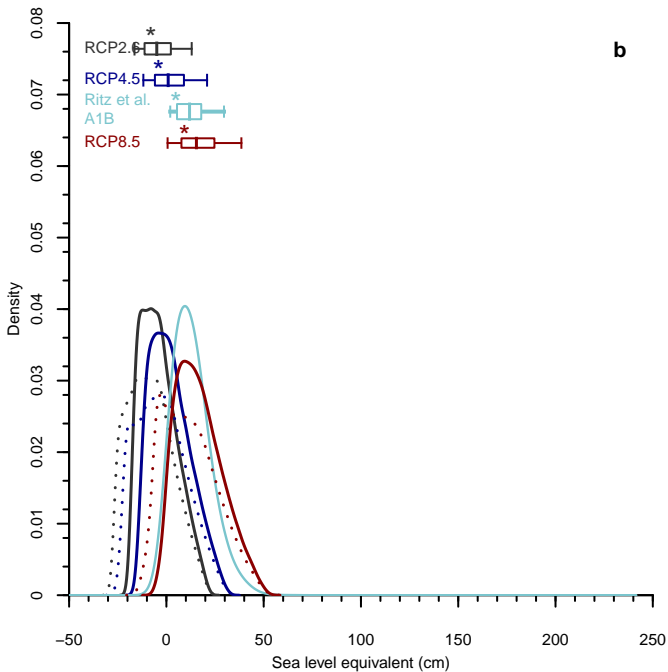 b
*
RCP2.6
*
RCP4.5
*
Ritz et al.
A1B
*
RCP8.5
Density
0.08
0.07
0.06
0.05
0.04
0.03
0.02
0.01
0
−50 0 50 100 150 200 250
Sea level equivalent (cm)